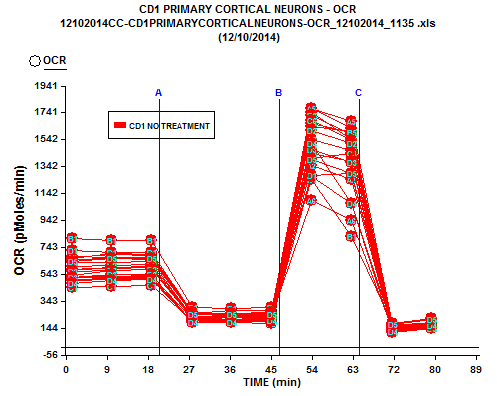 CD1 PRIMARY CORTICAL NEURONS - OCR
12102014CC-CD1PRIMARYCORTICALNEURONS-OCR_12102014_1135 .xls
(12/10/2014)
OCR
A B C
CD1 NO TREATMENT
OCR (pMoles/min)
1941
1741
1542
1342
1142
942
743
543
343
144
-56
0 9 18 27 36 45 54 63 72 80 89
TIME (min)